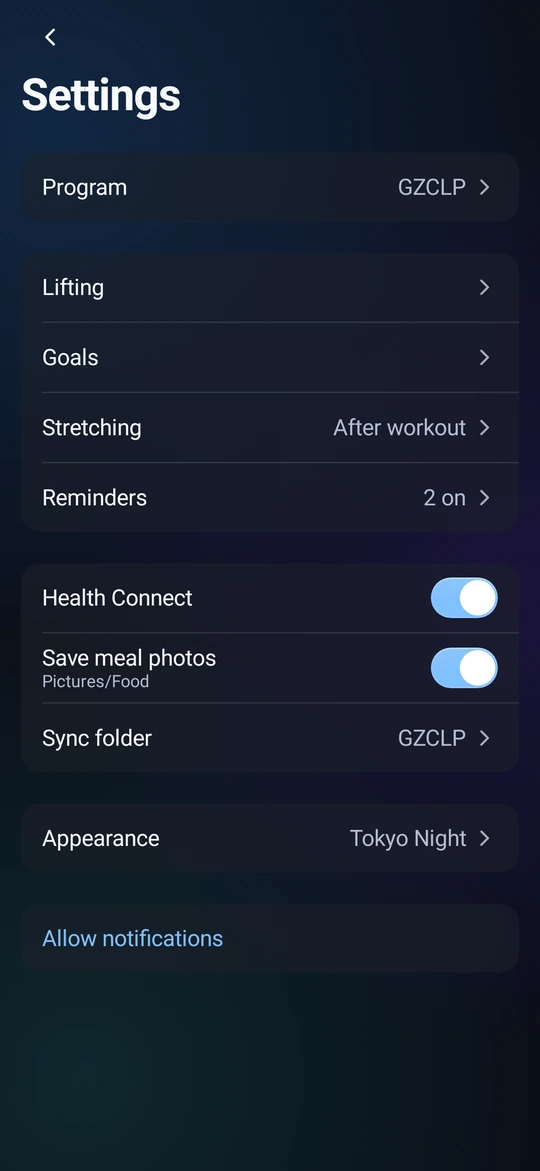 Settings
Program GZCLP
Lifting
Goals
Stretching After workout
Reminders 2 on
Health Connect
Save meal photos
Pictures/Food
Sync folder GZCLP
Appearance Tokyo Night
Allow notifications